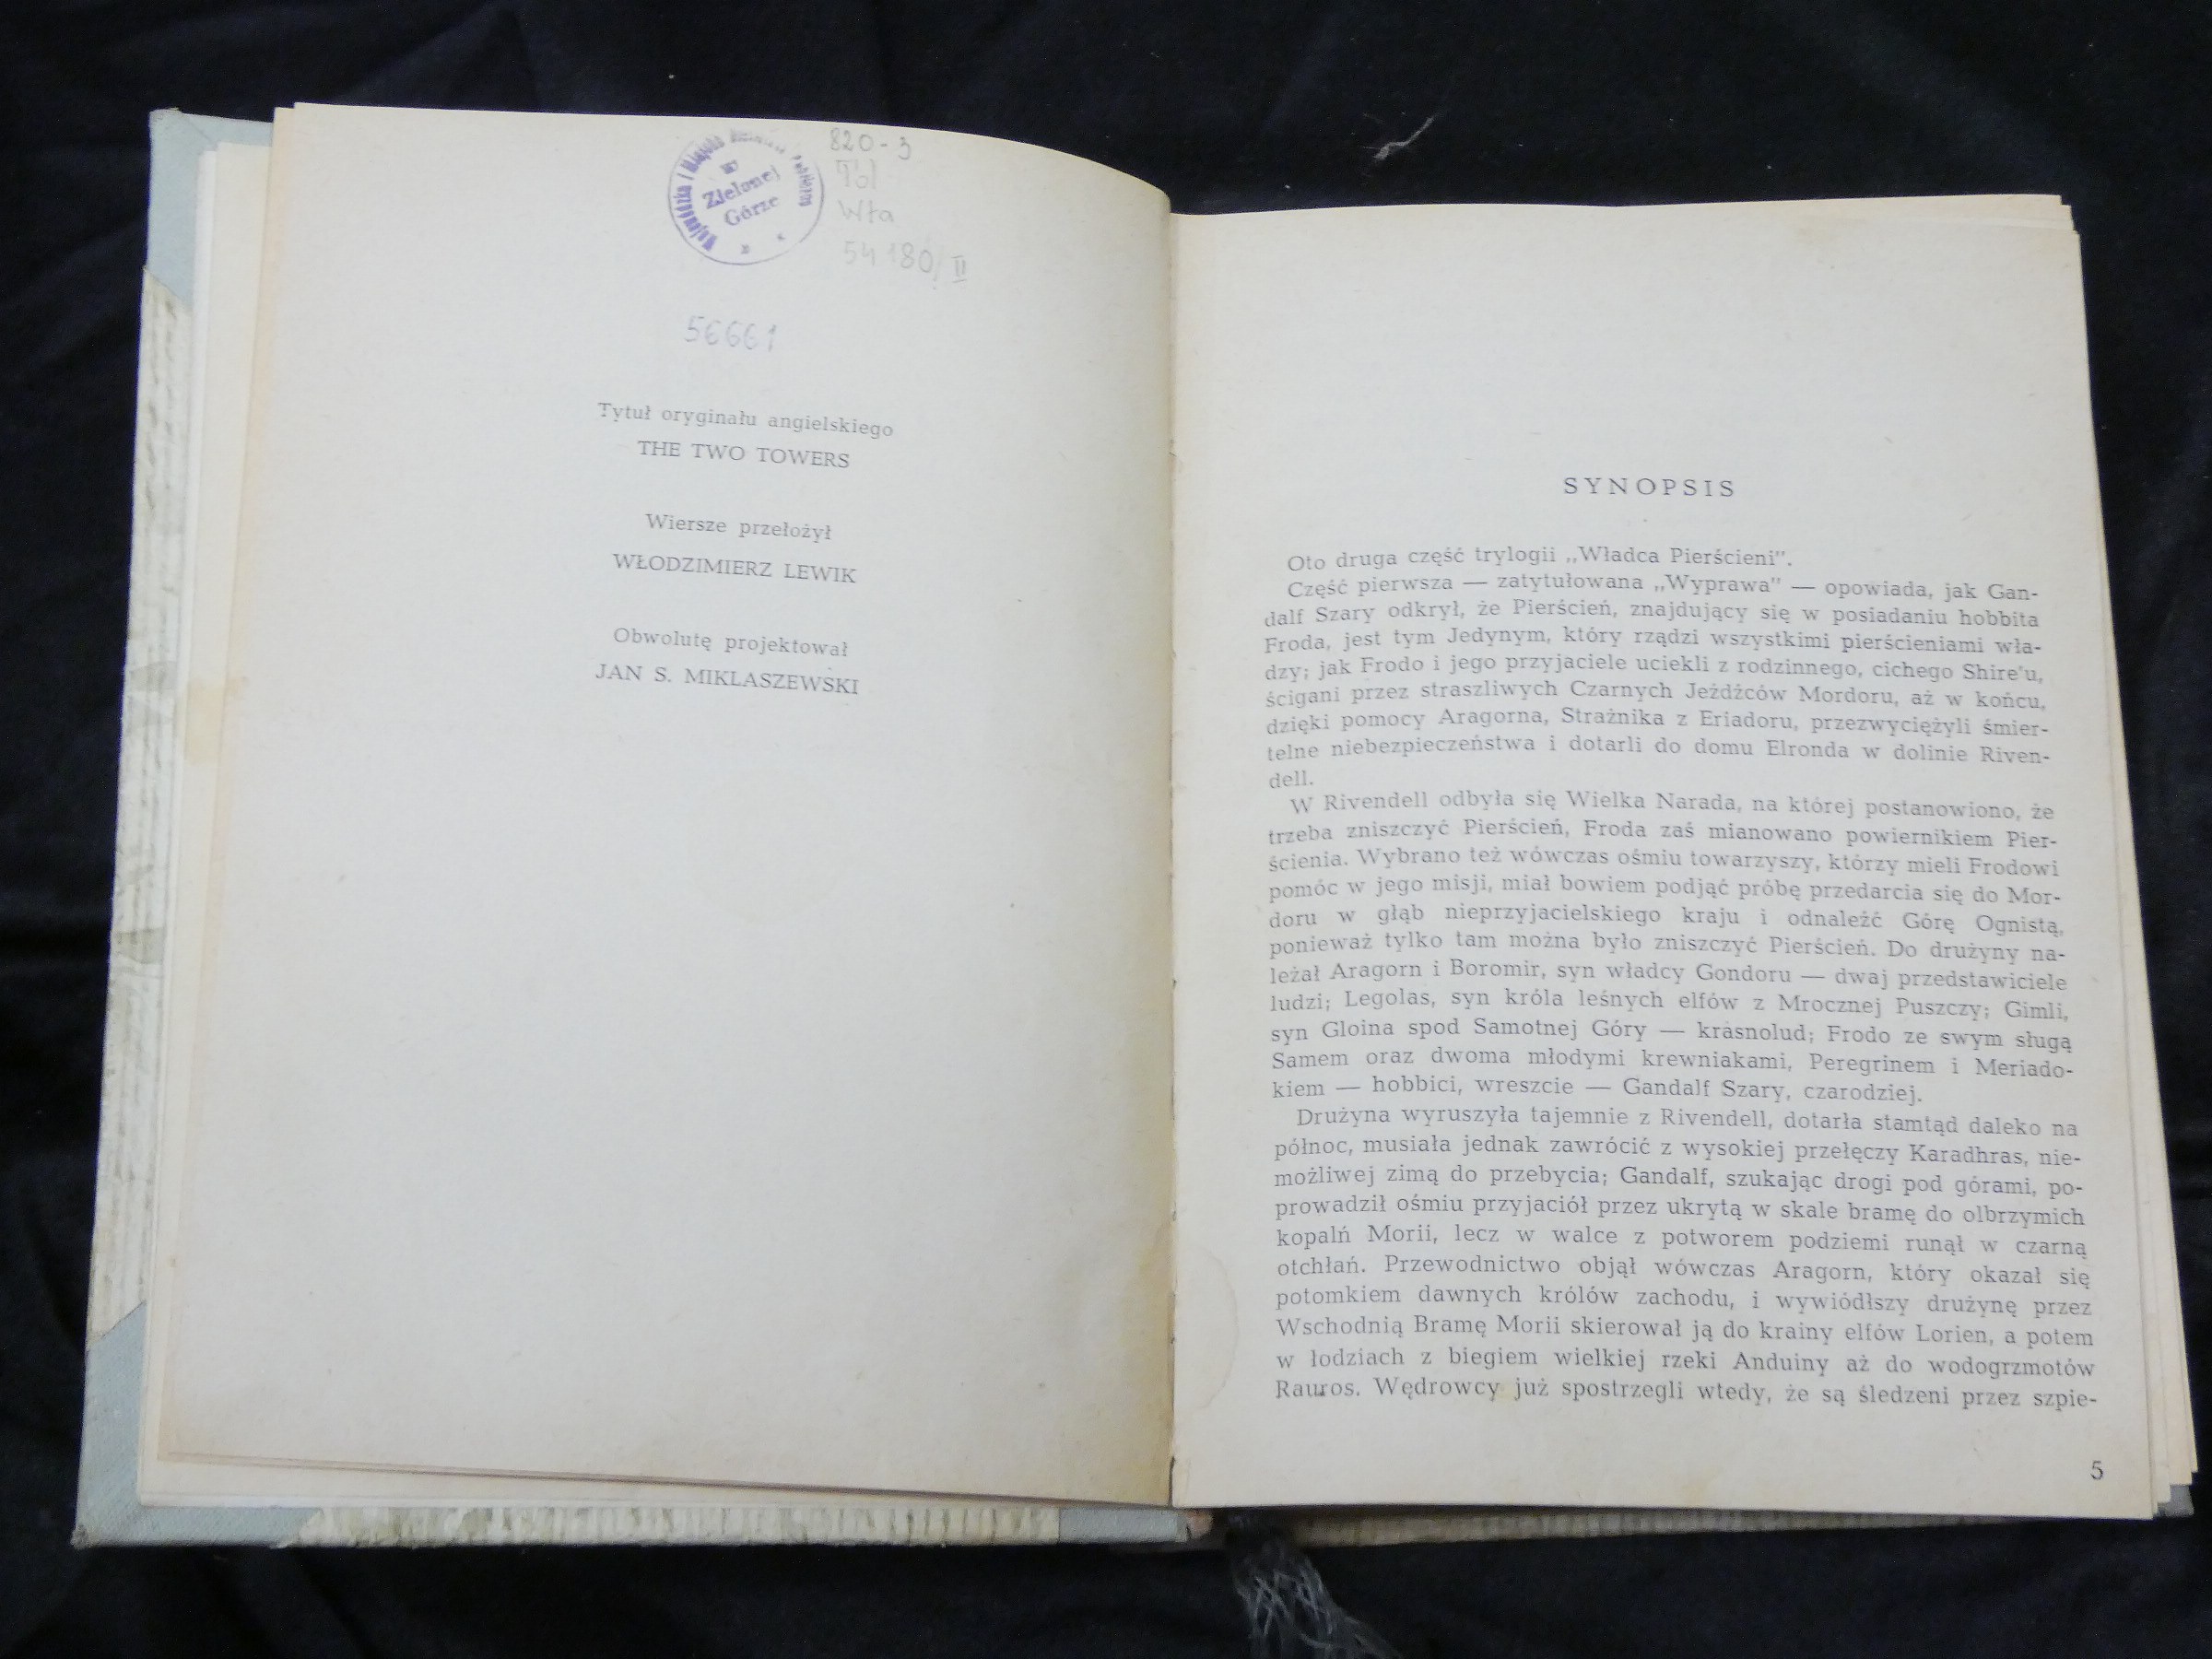 Wojewódzka i Miejska Biblioteka Publiczna
w
Zielonej
Górze
820-3
Tol
Wła
54 180/II
56661
Tytuł oryginału angielskiego
THE TWO TOWERS
Wiersze przełożył
WŁODZIMIERZ LEWIK
Obwolutę projektował
JAN S. MIKLASZEWSKI
SYNOPSIS
Oto druga część trylogii „Władca Pierścieni”.
Część pierwsza — zatytułowana „Wyprawa” — opowiada, jak Gan-
dalf Szary odkrył, że Pierścień, znajdujący się w posiadaniu hobbita
Froda, jest tym Jedynym, który rządzi wszystkimi pierścieniami wła-
dzy; jak Frodo i jego przyjaciele uciekli z rodzinnego, cichego Shire'u,
ścigani przez straszliwych Czarnych Jeźdźców Mordoru, aż w końcu,
dzięki pomocy Aragorna, Strażnika z Eriadoru, przezwyciężyli śmier-
telne niebezpieczeństwa i dotarli do domu Elronda w dolinie Riven-
dell.
W Rivendell odbyła się Wielka Narada, na której postanowiono, że
trzeba zniszczyć Pierścień, Froda zaś mianowano powiernikiem Pier-
ścienia. Wybrano też wówczas ośmiu towarzyszy, którzy mieli Frodowi
pomóc w jego misji, miał bowiem podjąć próbę przedarcia się do Mor-
doru w głąb nieprzyjacielskiego kraju i odnaleźć Górę Ognistą,
ponieważ tylko tam można było zniszczyć Pierścień. Do drużyny na-
leżał Aragorn i Boromir, syn władcy Gondoru — dwaj przedstawiciele
ludzi; Legolas, syn króla leśnych elfów z Mrocznej Puszczy; Gimli,
syn Gloina spod Samotnej Góry — krasnolud; Frodo ze swym sługą
Samem oraz dwoma młodymi krewniakami, Peregrinem i Meriado-
kiem — hobbici, wreszcie — Gandalf Szary, czarodziej.
Drużyna wyruszyła tajemnie z Rivendell, dotarła stamtąd daleko na
północ, musiała jednak zawrócić z wysokiej przełęczy Karadhras, nie-
możliwej zimą do przebycia; Gandalf, szukając drogi pod górami, po-
prowadził ośmiu przyjaciół przez ukrytą w skale bramę do olbrzymich
kopalń Morii, lecz w walce z potworem podziemi runął w czarną
otchłań. Przewodnictwo objął wówczas Aragorn, który okazał się
potomkiem dawnych królów zachodu, i wywiódłszy drużynę przez
Wschodnią Bramę Morii skierował ją do krainy elfów Lorien, a potem
w łodziach z biegiem wielkiej rzeki Anduiny aż do wodogrzmotów
Rauros. Wędrowcy już spostrzegli wtedy, że są śledzeni przez szpie-
5